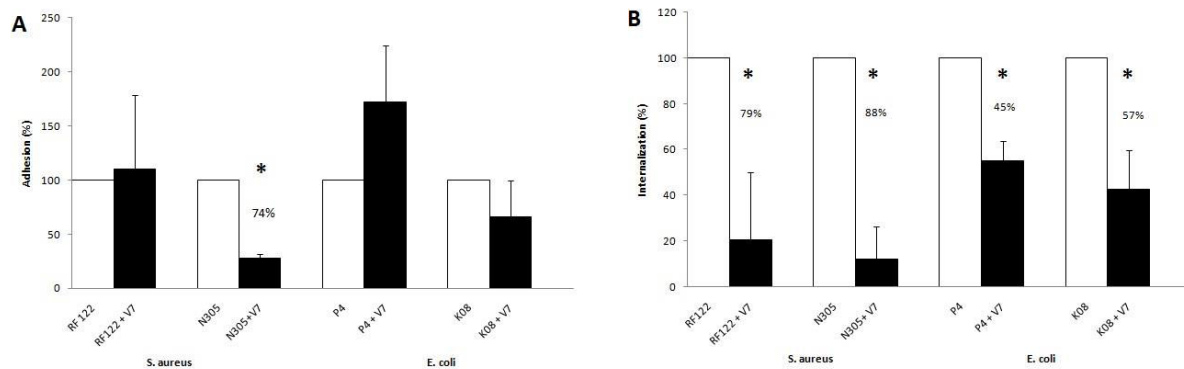 A
Adhesion (%)
250
200
150
100
50
0
*
74%
RF122
RF122 + V7
N305
N305+V7
P4
P4 + V7
K08
K08 + V7
S. aureus
E. coli
B
Internalization (%)
120
100
80
60
40
20
0
*
79%
*
88%
*
45%
*
57%
RF122
RF122 + V7
N305
N305+V7
P4
P4 + V7
K08
K08 + V7
S. aureus
E. coli